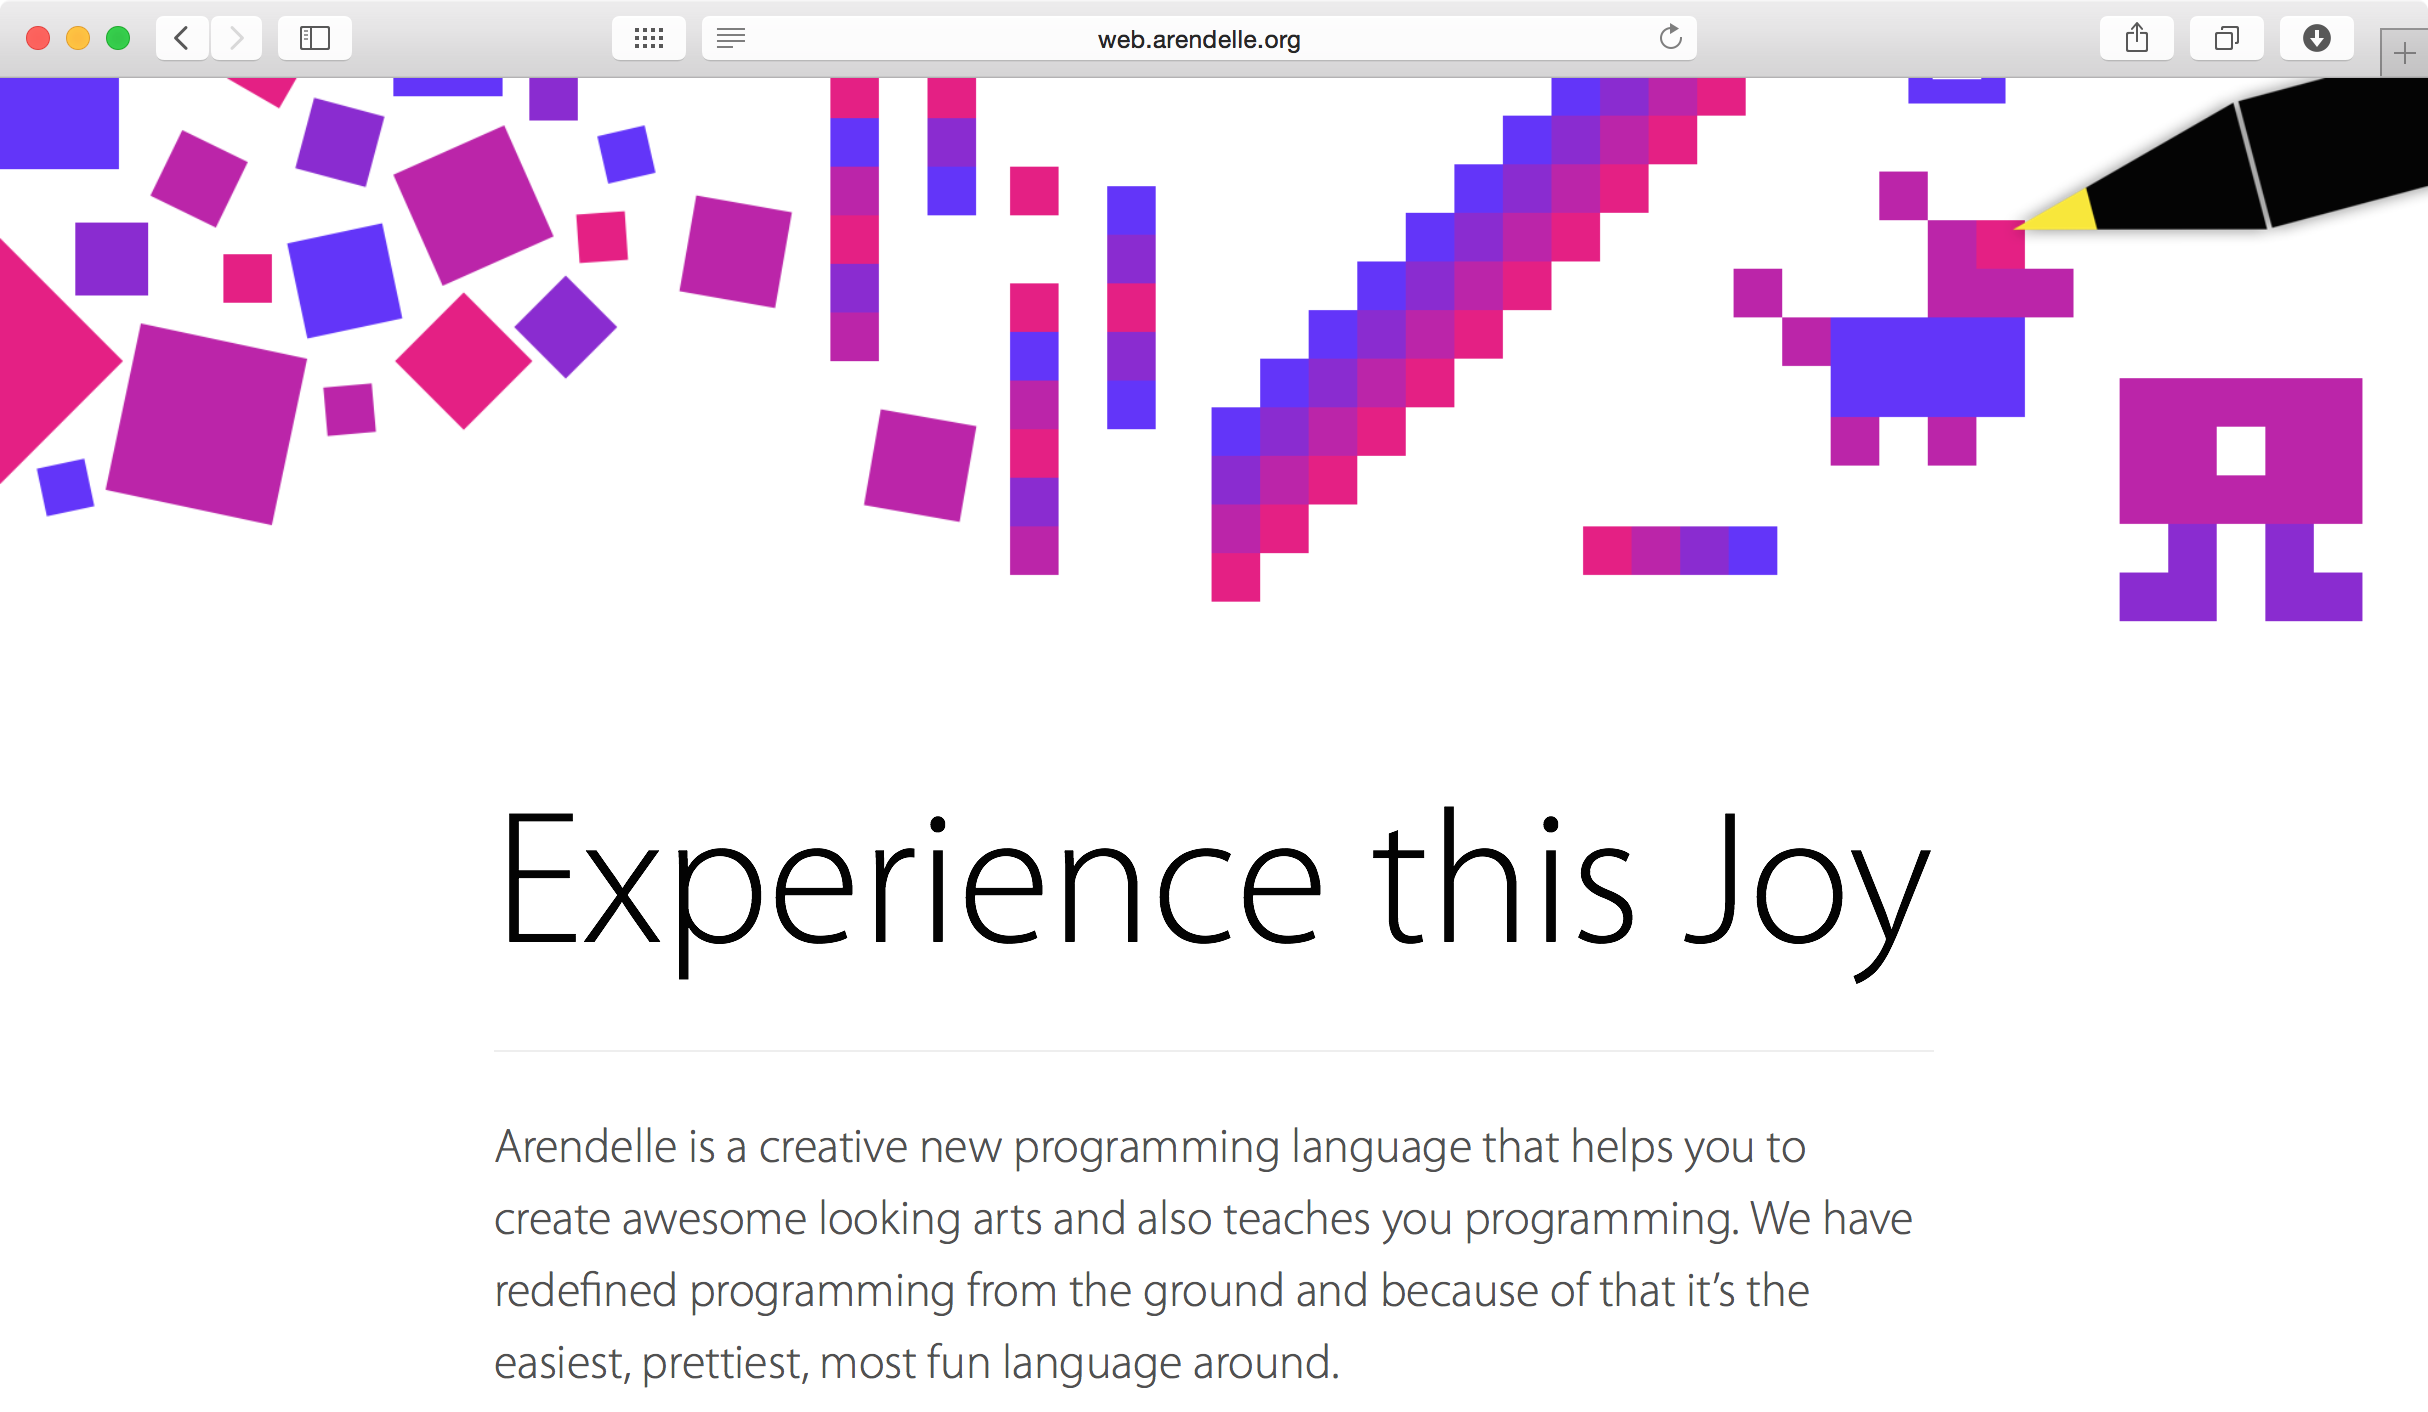 web.arendelle.org
Experience this Joy
Arendelle is a creative new programming language that helps you to
create awesome looking arts and also teaches you programming. We have
redefined programming from the ground and because of that it’s the
easiest, prettiest, most fun language around.